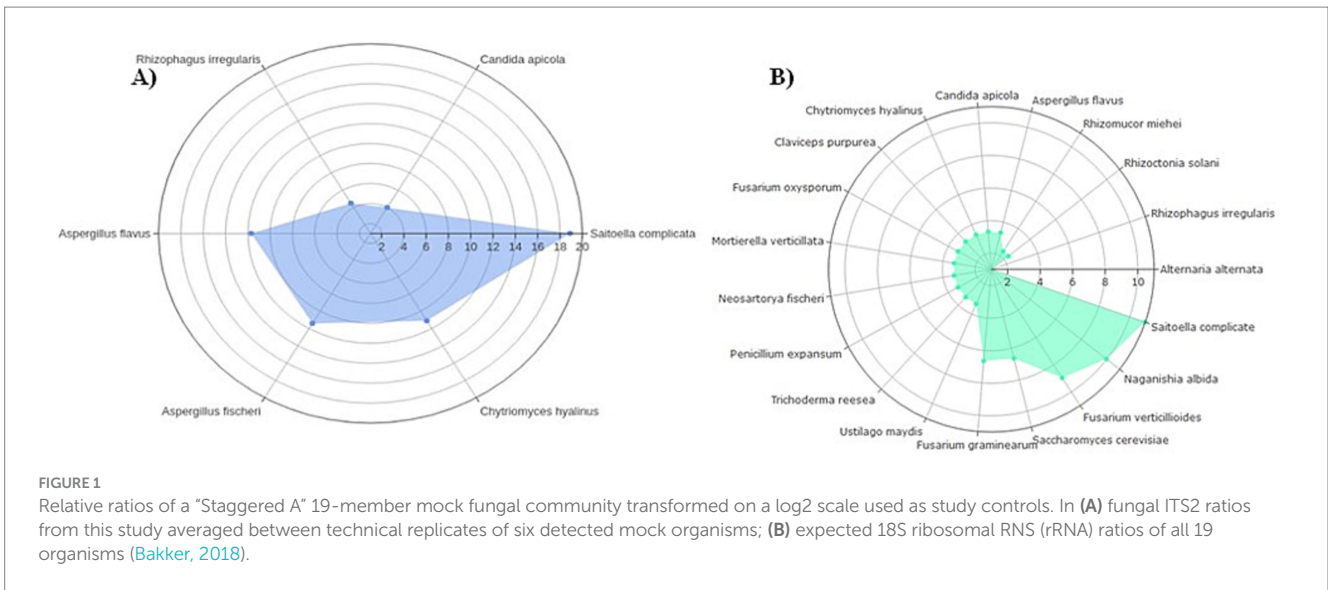 A)
Rhizophagus irregularis
Candida apicola
Aspergillus flavus
2 4 6 8 10 12 14 16 18 20
Saitoella complicata
Aspergillus fischeri
Chytriomyces hyalinus
B)
Candida apicola
Aspergillus flavus
Chytriomyces hyalinus
Rhizomucor miehei
Claviceps purpurea
Rhizoctonia solani
Fusarium oxysporum
Rhizophagus irregularis
Mortierella verticillata
2 4 6 8 10
Alternaria alternata
Neosartorya fischeri
Saitoella complicate
Penicillium expansum
Naganishia albida
Trichoderma reesea
Fusarium verticillioides
Ustilago maydis
Fusarium graminearum
Saccharomyces cerevisiae
FIGURE 1
Relative ratios of a "Staggered A" 19-member mock fungal community transformed on a log2 scale used as study controls. In (A) fungal ITS2 ratios
from this study averaged between technical replicates of six detected mock organisms; (B) expected 18S ribosomal RNS (rRNA) ratios of all 19
organisms (Bakker, 2018).